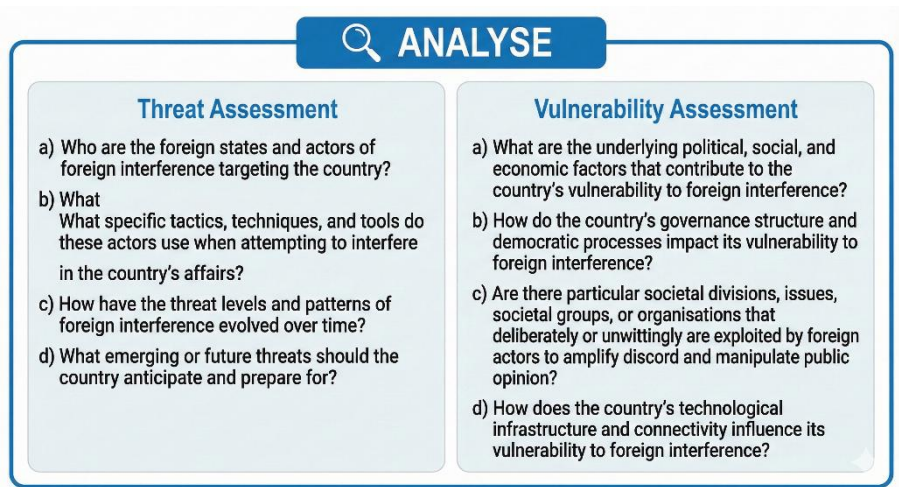 ANALYSE
Threat Assessment
a) Who are the foreign states and actors of
foreign interference targeting the country?
b) What
What specific tactics, techniques, and tools do
these actors use when attempting to interfere
in the country's affairs?
c) How have the threat levels and patterns of
foreign interference evolved over time?
d) What emerging or future threats should the
country anticipate and prepare for?
Vulnerability Assessment
a) What are the underlying political, social, and
economic factors that contribute to the
country's vulnerability to foreign interference?
b) How do the country's governance structure and
democratic processes impact its vulnerability to
foreign interference?
c) Are there particular societal divisions, issues,
societal groups, or organisations that
deliberately or unwittingly are exploited by foreign
actors to amplify discord and manipulate public
opinion?
d) How does the country's technological
infrastructure and connectivity influence its
vulnerability to foreign interference?